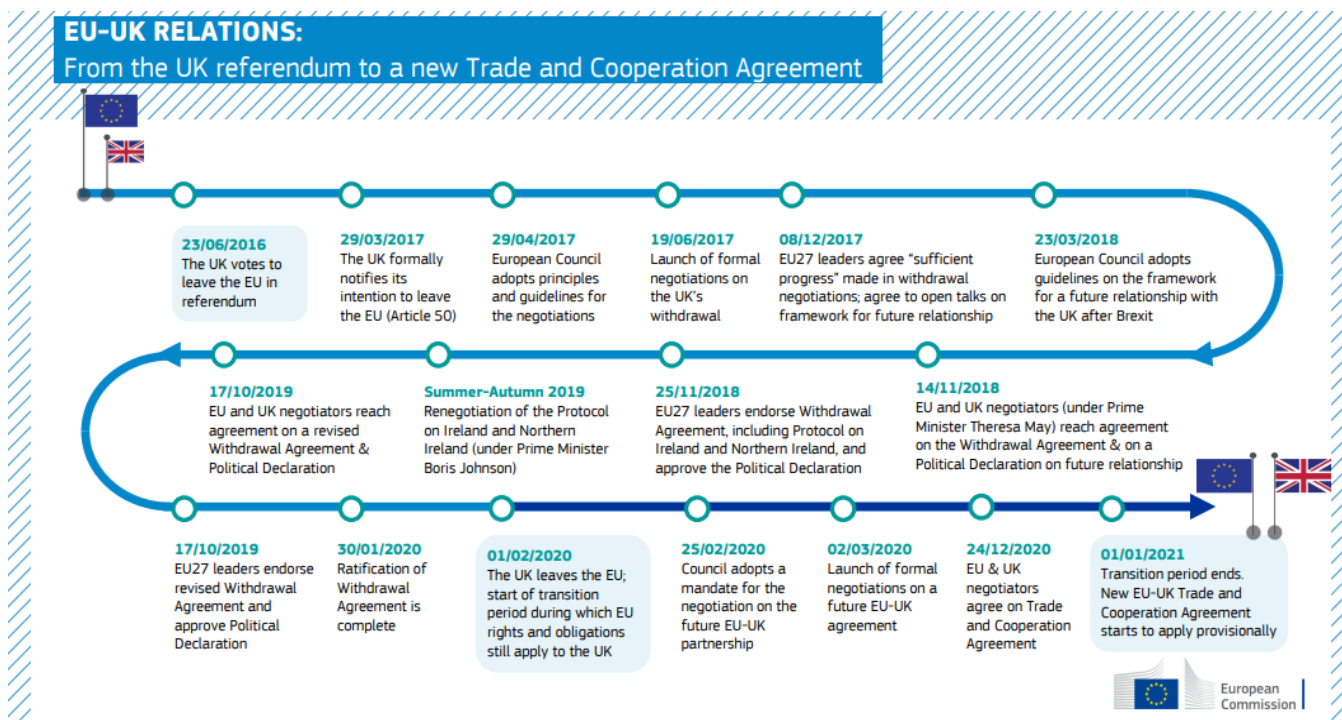 EU-UK RELATIONS:
From the UK referendum to a new Trade and Cooperation Agreement
23/06/2016
The UK votes to
leave the EU in
referendum
29/03/2017
The UK formally
notifies its
intention to leave
the EU (Article 50)
29/04/2017
European Council
adopts principles
and guidelines for
the negotiations
19/06/2017
Launch of formal
negotiations on
the UK's
withdrawal
08/12/2017
EU27 leaders agree “sufficient
progress” made in withdrawal
negotiations; agree to open talks on
framework for future relationship
23/03/2018
European Council adopts
guidelines on the framework
for a future relationship with
the UK after Brexit
14/11/2018
EU and UK negotiators (under Prime
Minister Theresa May) reach agreement
on the Withdrawal Agreement & on a
Political Declaration on future relationship
25/11/2018
EU27 leaders endorse Withdrawal
Agreement, including Protocol on
Ireland and Northern Ireland, and
approve the Political Declaration
Summer-Autumn 2019
Renegotiation of the Protocol
on Ireland and Northern
Ireland (under Prime Minister
Boris Johnson)
17/10/2019
EU and UK negotiators reach
agreement on a revised
Withdrawal Agreement &
Political Declaration
17/10/2019
EU27 leaders endorse
revised Withdrawal
Agreement and
approve Political
Declaration
30/01/2020
Ratification of
Withdrawal
Agreement is
complete
01/02/2020
The UK leaves the EU;
start of transition
period during which EU
rights and obligations
still apply to the UK
25/02/2020
Council adopts a
mandate for the
negotiation on the
future EU-UK
partnership
02/03/2020
Launch of formal
negotiations on a
future EU-UK
agreement
24/12/2020
EU & UK
negotiators
agree on Trade
and Cooperation
Agreement
01/01/2021
Transition period ends.
New EU-UK Trade and
Cooperation Agreement
starts to apply provisionally
European
Commission